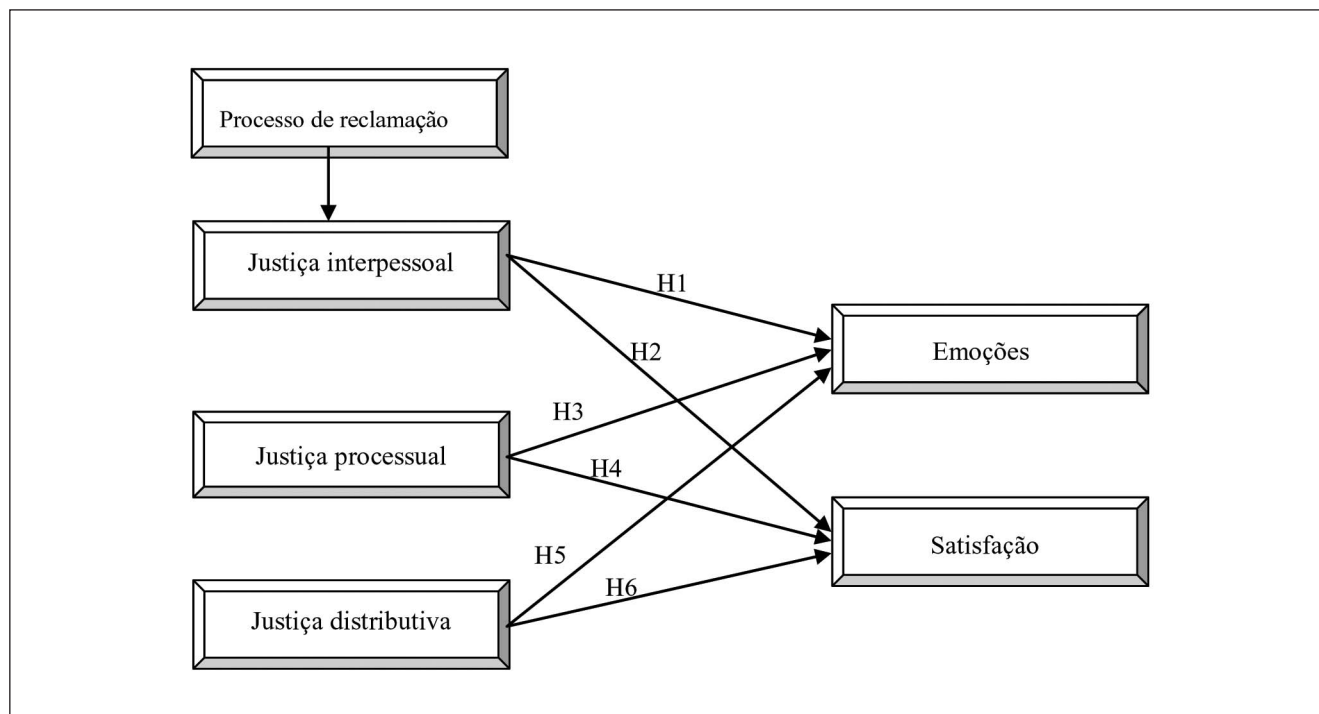 Processo de reclamação
Justiça interpessoal
H1
H2
Emoções
H3
Justiça processual
H4
Satisfação
H5
H6
Justiça distributiva